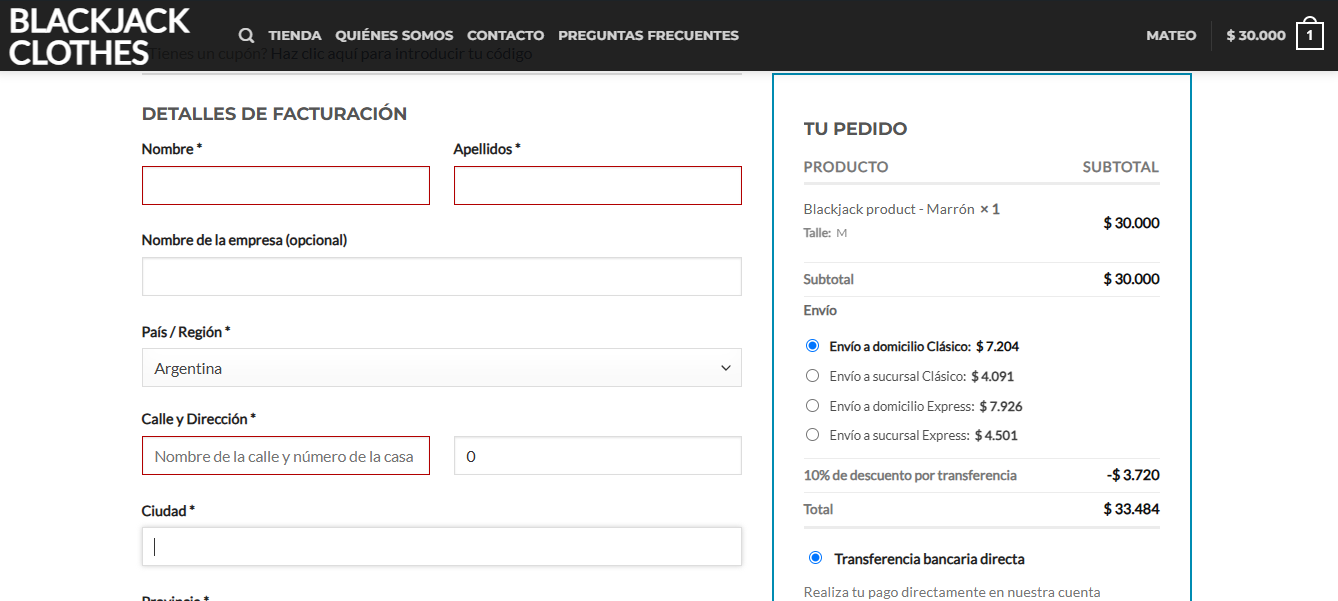 BLACKJACK
CLOTHES
TIENDA QUIÉNES SOMOS CONTACTO PREGUNTAS FRECUENTES
MATEO $ 30.000 1
Tienes un cupón? Haz clic aquí para introducir tu código
DETALLES DE FACTURACIÓN
Nombre *
Apellidos *
Nombre de la empresa (opcional)
País / Región *
Argentina
Calle y Dirección *
Nombre de la calle y número de la casa
0
Ciudad *
Provincia *
TU PEDIDO
PRODUCTO SUBTOTAL
Blackjack product - Marrón × 1
Talle: M
$ 30.000
Subtotal $ 30.000
Envío
Envío a domicilio Clásico: $ 7.204
Envío a sucursal Clásico: $ 4.091
Envío a domicilio Express: $ 7.926
Envío a sucursal Express: $ 4.501
10% de descuento por transferencia -$ 3.720
Total $ 33.484
Transferencia bancaria directa
Realiza tu pago directamente en nuestra cuenta